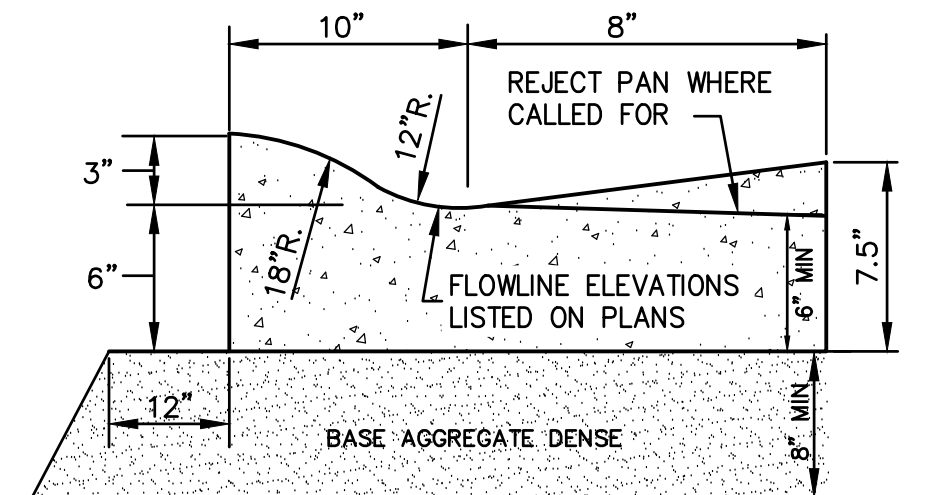 10"
8"
REJECT PAN WHERE
CALLED FOR
12"R.
3"
18"R.
6"
FLOWLINE ELEVATIONS
LISTED ON PLANS
6" MIN
7.5"
12"
BASE AGGREGATE DENSE
8" MIN